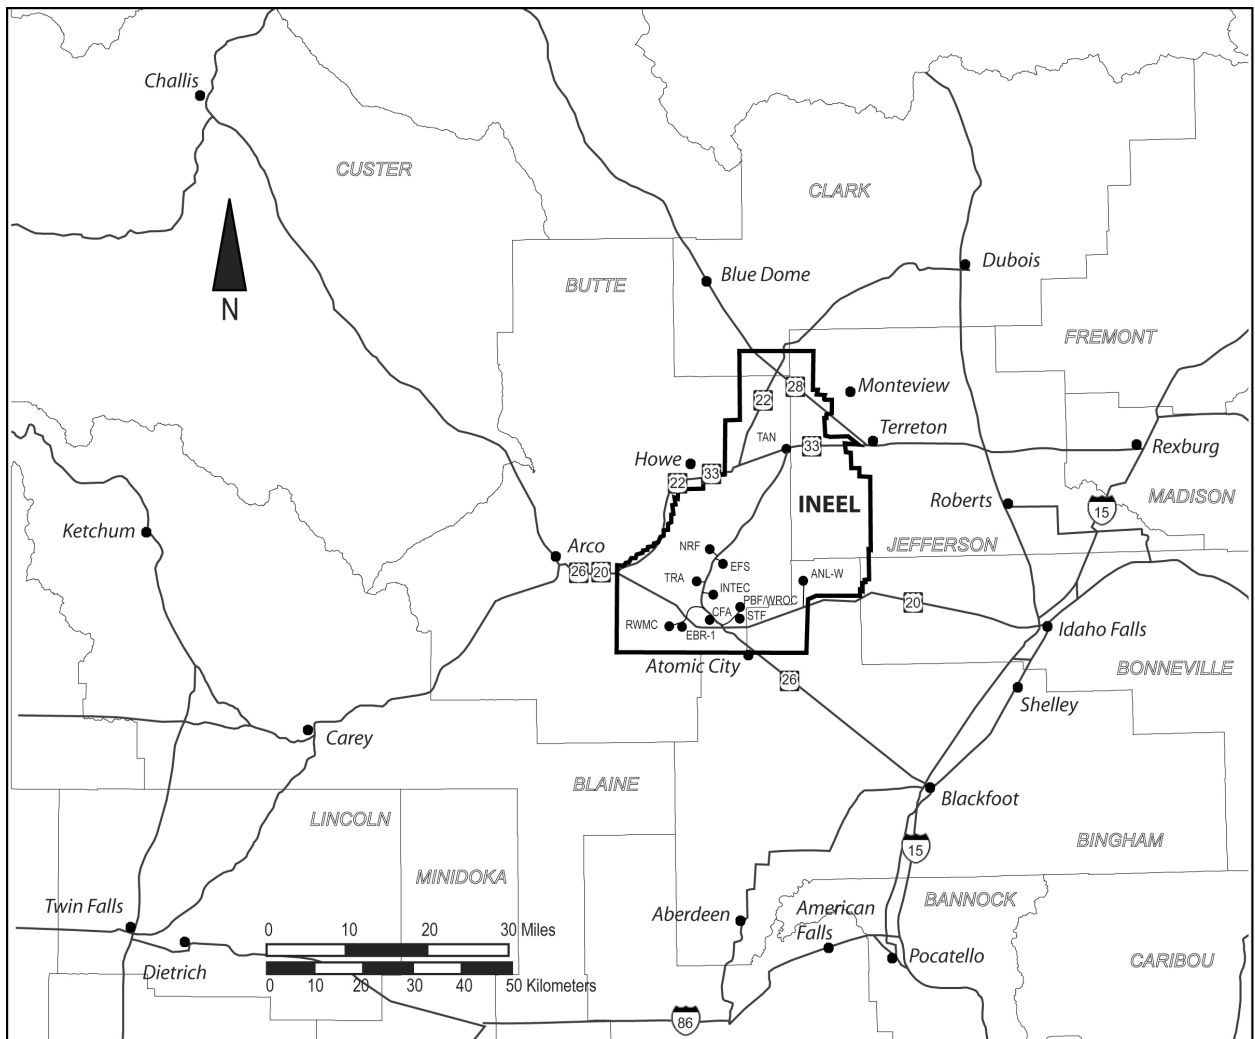 Challis
CUSTER
CLARK
N
BUTTE
Blue Dome
Dubois
FREMONT
28
Monteview
22
TAN
33
Terreton
Rexburg
Howe
22
33
INEEL
Roberts
15
MADISON
Ketchum
Arco
26
20
NRF
EFS
JEFFERSON
TRA
INTEC
ANL-W
PBF/WROC
CFA
STF
20
RWMC
EBR-1
Idaho Falls
Atomic City
26
BONNEVILLE
Shelley
Carey
BLAINE
Blackfoot
LINCOLN
15
BINGHAM
MINIDOKA
BANNOCK
Twin Falls
Aberdeen
American
Falls
0 10 20 30 Miles
Dietrich
Pocatello
CARIBOU
0 10 20 30 40 50 Kilometers
86